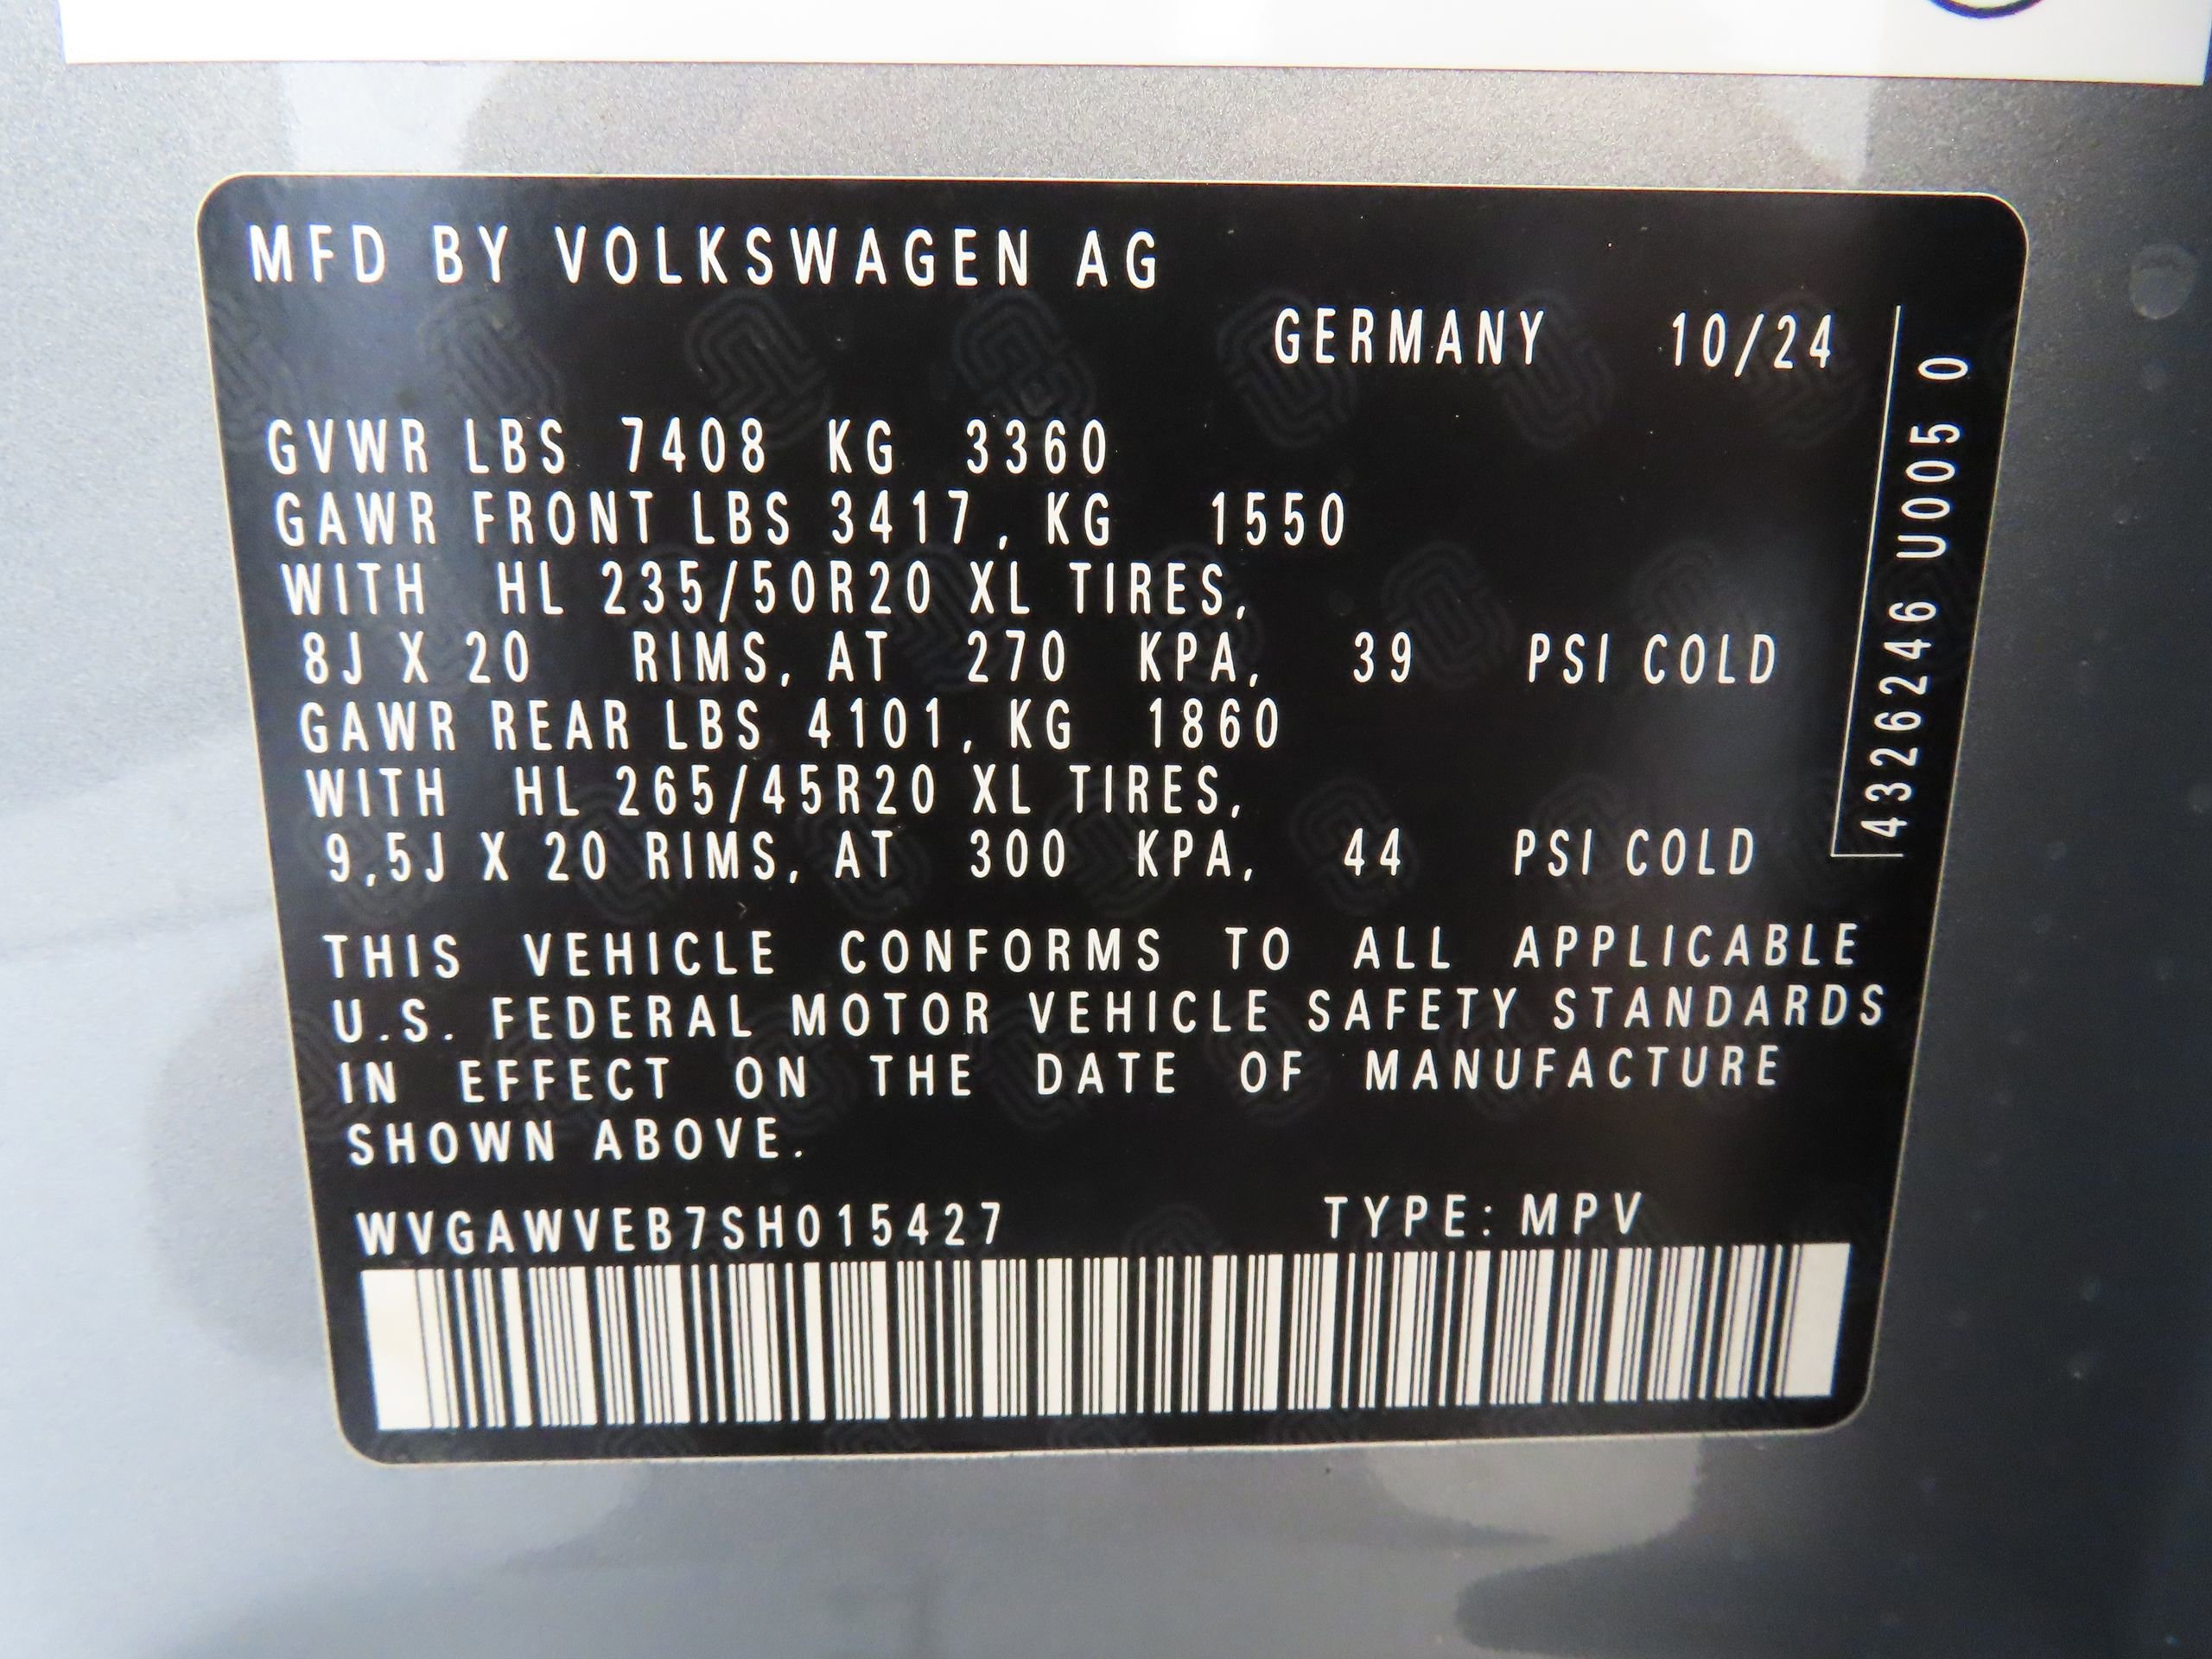 MFD BY VOLKSWAGEN AG
GERMANY 10/24
GVWR LBS 7408 KG 3360
GAWR FRONT LBS 3417, KG 1550
WITH HL 235/50R20 XL TIRES,
8J X 20 RIMS, AT 270 KPA, 39 PSI COLD
GAWR REAR LBS 4101, KG 1860
WITH HL 265/45R20 XL TIRES,
9,5J X 20 RIMS, AT 300 KPA, 44 PSI COLD
THIS VEHICLE CONFORMS TO ALL APPLICABLE
U.S. FEDERAL MOTOR VEHICLE SAFETY STANDARDS
IN EFFECT ON THE DATE OF MANUFACTURE
SHOWN ABOVE.
WVGAWVEB7SH015427 TYPE: MPV
4326246 U005 0